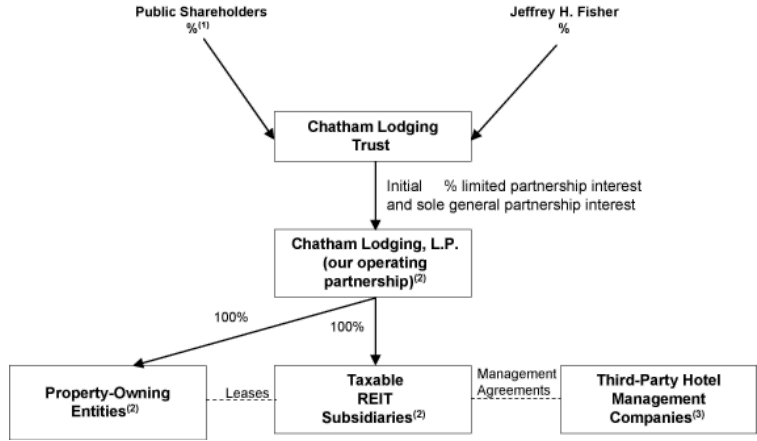 Public Shareholders
%(1)
Jeffrey H. Fisher
%
Chatham Lodging
Trust
Initial % limited partnership interest
and sole general partnership interest
Chatham Lodging, L.P.
(our operating
partnership)(2)
100%
100%
Property-Owning
Entities(2)
Leases
Taxable
REIT
Subsidiaries(2)
Management
Agreements
Third-Party Hotel
Management
Companies(3)